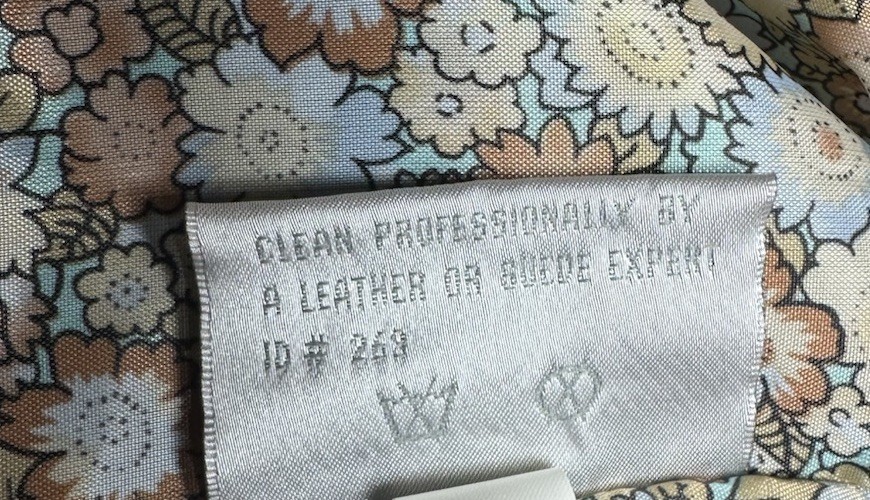 CLEAN PROFESSIONALLY BY
A LEATHER OR SUEDE EXPERT
ID # 269